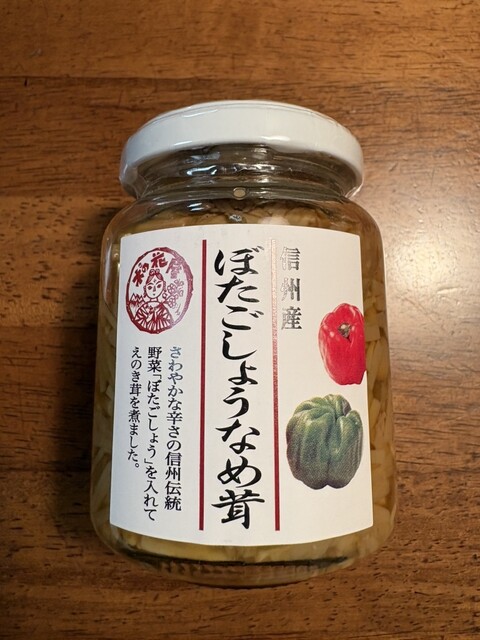 信州産
ぼたごしょうなめ茸
さわやかな辛さの信州伝統
野菜「ぼたごしょう」を入れて
えのき茸を煮ました。